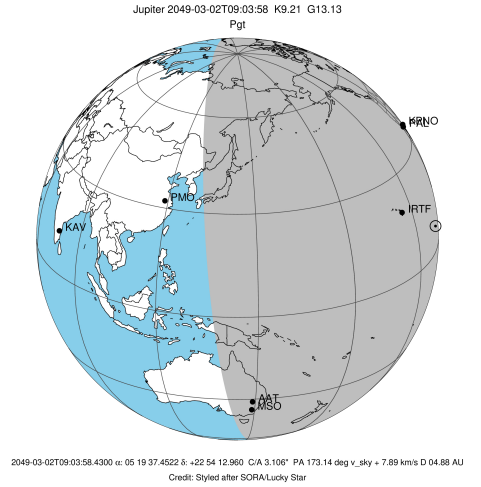 Jupiter 2049-03-02T09:03:58 K9.21 G13.13
Pgt
KRNO
PAL
PMO
IRTF
KAV
AAT
MSO
2049-03-02T09:03:58.4300 α: 05 19 37.4522 δ: +22 54 12.960 C/A 3.106" PA 173.14 deg v_sky + 7.89 km/s D 04.88 AU
Credit: Styled after SORA/Lucky Star